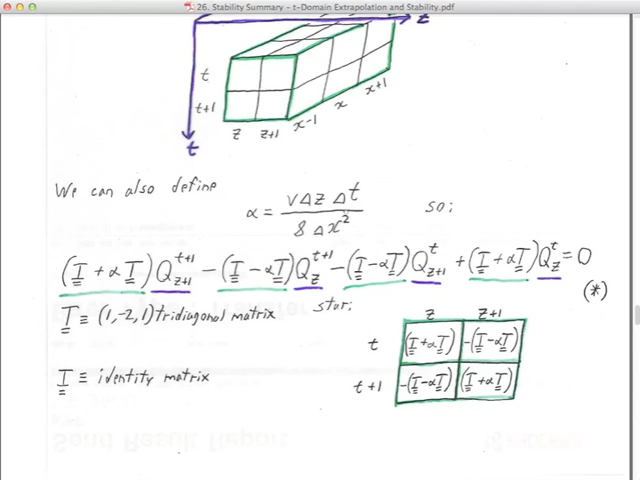 26. Stability Summary – t-Domain Extrapolation and Stability.pdf
z
t
t+1
x+1
x
x-1
z z+1
t
We can also define
α = vΔz Δt / 8 Δx² so:
(I + αT) Q^{t+1}_{z+1} − (I − αT) Q^{t+1}_{z} − (I − αT) Q^{t}_{z+1} + (I + αT) Q^{t}_{z} = 0
(*)
T ≡ (1,-2,1) tridiagonal matrix star:
z z+1
t (I+αT) -(I-αT)
I ≡ identity matrix
t+1 -(I-αT) (I+αT)